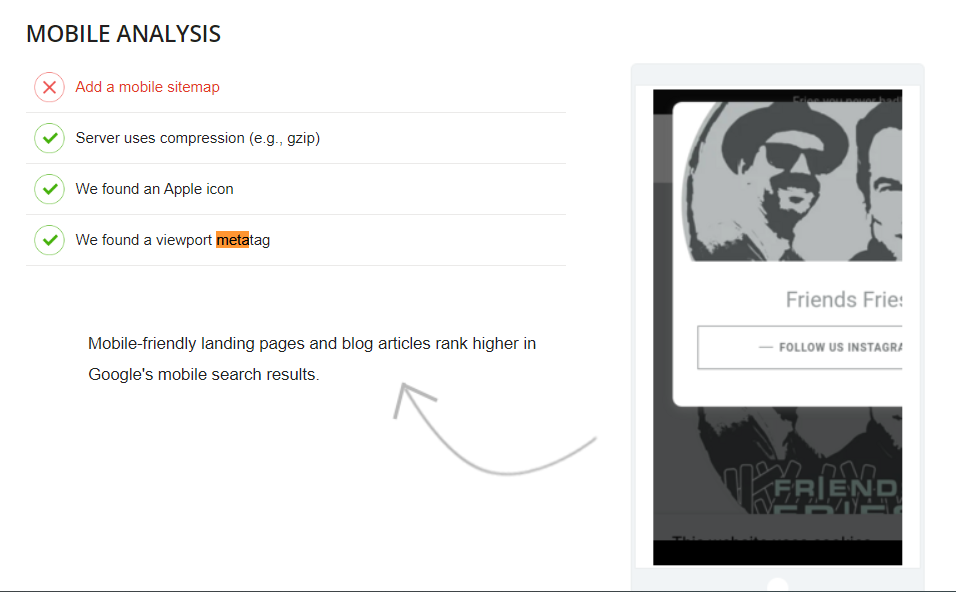 MOBILE ANALYSIS
Add a mobile sitemap
Server uses compression (e.g., gzip)
We found an Apple icon
We found a viewport metatag
Mobile-friendly landing pages and blog articles rank higher in
Google's mobile search results.
Fries you never had
Friends Fries
— FOLLOW US INSTAGRA
FRIEND
FRIES
This website uses cookies